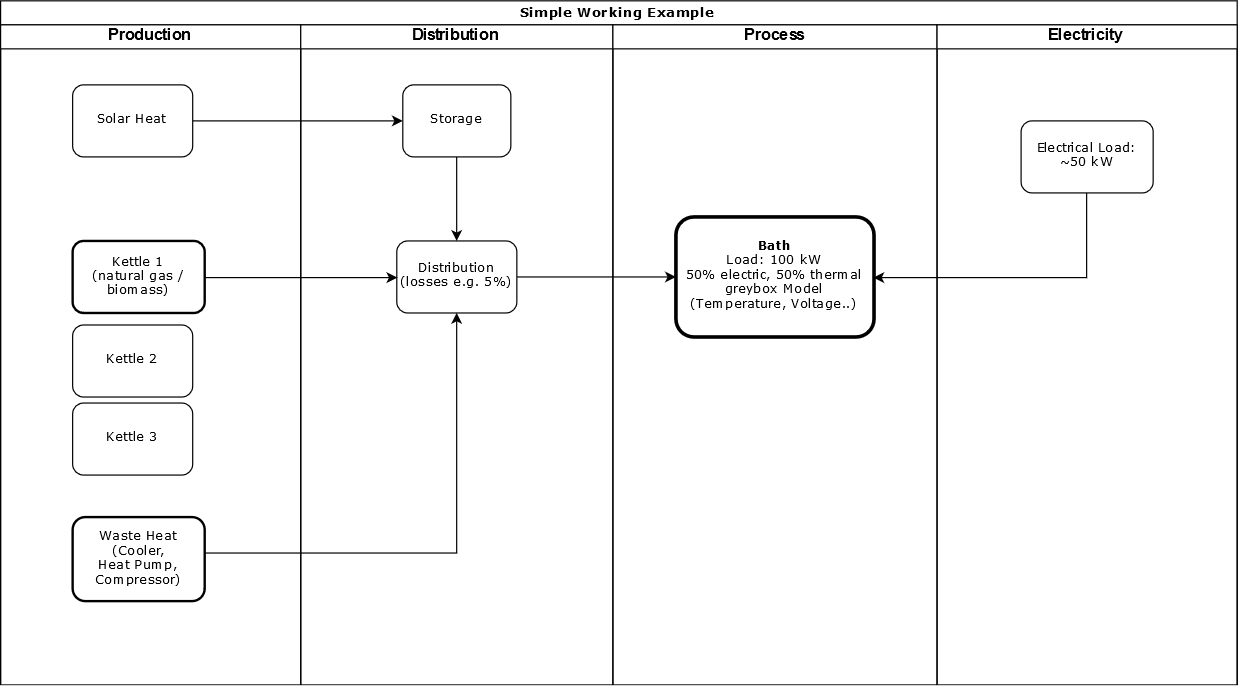 Simple Working Example
Production
Distribution
Process
Electricity
Solar Heat
Storage
Electrical Load:
~50 kW
Kettle 1
(natural gas /
biomass)
Distribution
(losses e.g. 5%)
Bath
Load: 100 kW
50% electric, 50% thermal
greybox Model
(Temperature, Voltage..)
Kettle 2
Kettle 3
Waste Heat
(Cooler,
Heat Pump,
Compressor)